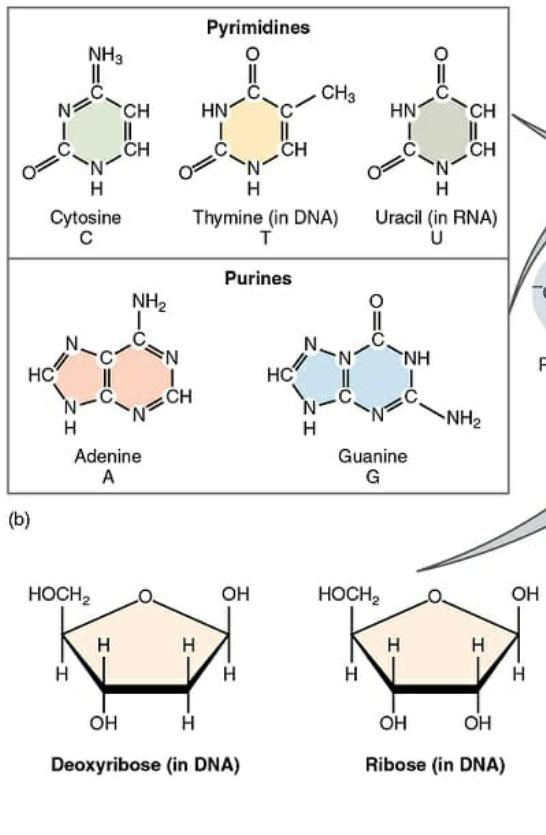 Pyrimidines
NH3
C
N
CH
C
CH
O
N
H
Cytosine
C
O
C
CH3
HN
C
C
CH
O
N
H
Thymine (in DNA)
T
O
C
HN
CH
C
CH
O
N
H
Uracil (in RNA)
U
Purines
NH2
C
N
C
N
HC
C
CH
N
N
H
Adenine
A
O
C
N
N
NH
HC
C
C
N
N
NH2
H
Guanine
G
(b)
HOCH2
O
OH
H
H
H
H
OH
H
Deoxyribose (in DNA)
HOCH2
O
OH
H
H
H
H
OH
OH
Ribose (in DNA)